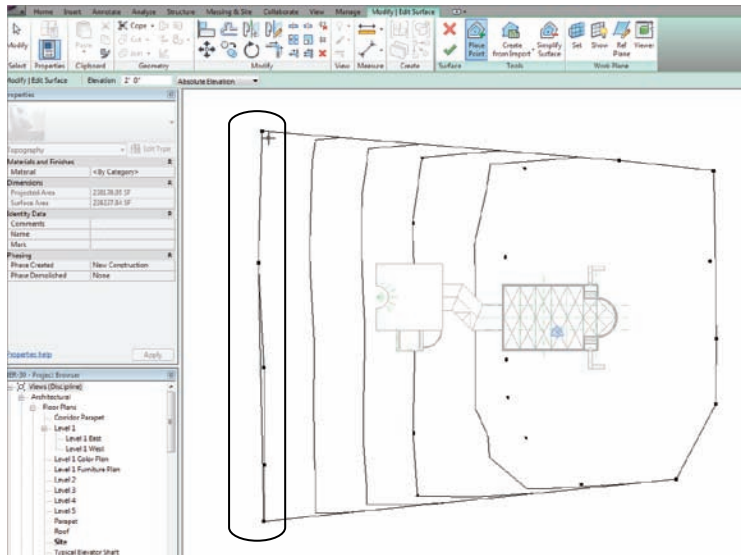 Home Insert Annotate Analyze Structure Massing & Site Collaborate View Manage Modify | Edit Surface
Modify
Paste
Cope
Cut
Join
Place Point
Create from Import
Simplify Surface
Set
Show
Ref Plane
Viewer
Select Properties Clipboard Geometry Modify View Measure Create Surface Tools Work Plane
Modify | Edit Surface Elevation 2' 0" Absolute Elevation
Properties
Topography
Edit Type
Materials and Finishes
Material <By Category>
Dimensions
Projected Area
Surface Area
Identity Data
Comments
Name
Mark
Phasing
Phase Created New Construction
Phase Demolished None
Properties help
Apply
Project Browser
Views (Discipline)
Architectural
Floor Plans
Corridor Parapet
Level 1
Level 1 East
Level 1 West
Level 1 Color Plan
Level 1 Furniture Plan
Level 2
Level 3
Level 4
Level 5
Parapet
Roof
Site
Typical Elevator Shaft